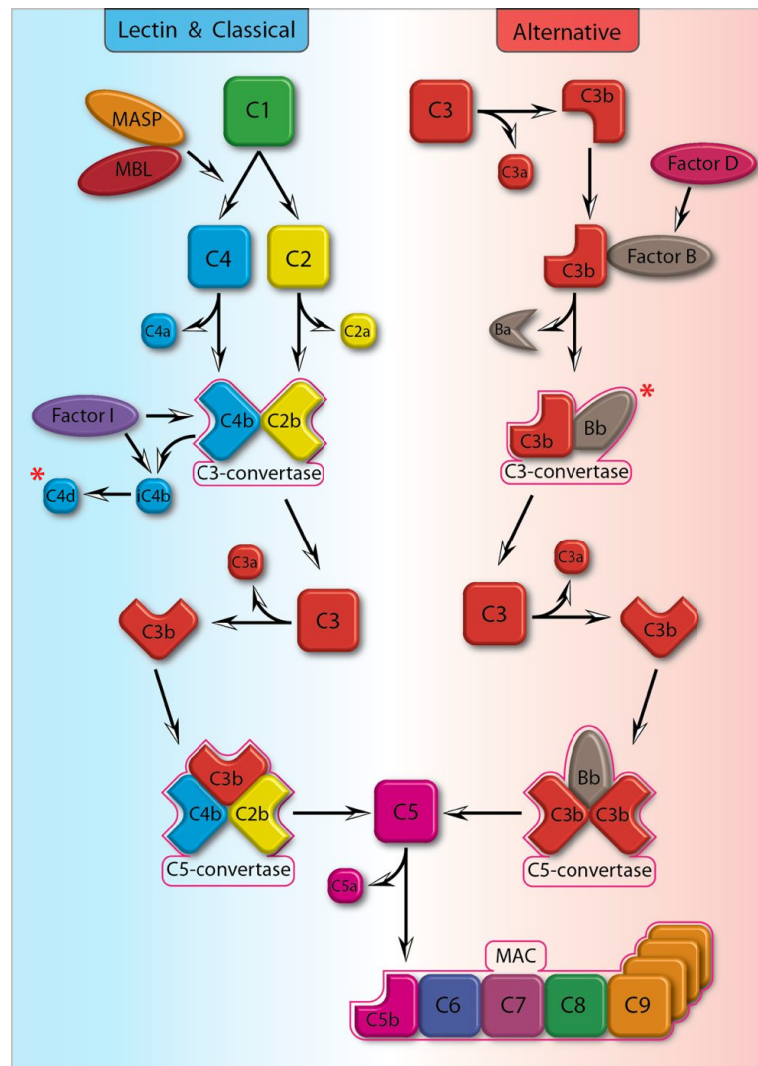 Lectin & Classical
Alternative
MASP
MBL
C1
C3
C3b
C3a
Factor D
C4
C2
C3b
Factor B
C4a
C2a
Ba
Factor I
C4b
C2b
C3-convertase
*
C3b
Bb
C3-convertase
*
C4d
iC4b
C3a
C3b
C3
C3
C3a
C3b
C3b
C4b
C2b
C5-convertase
C5
C5a
Bb
C3b
C3b
C5-convertase
MAC
C5b
C6
C7
C8
C9